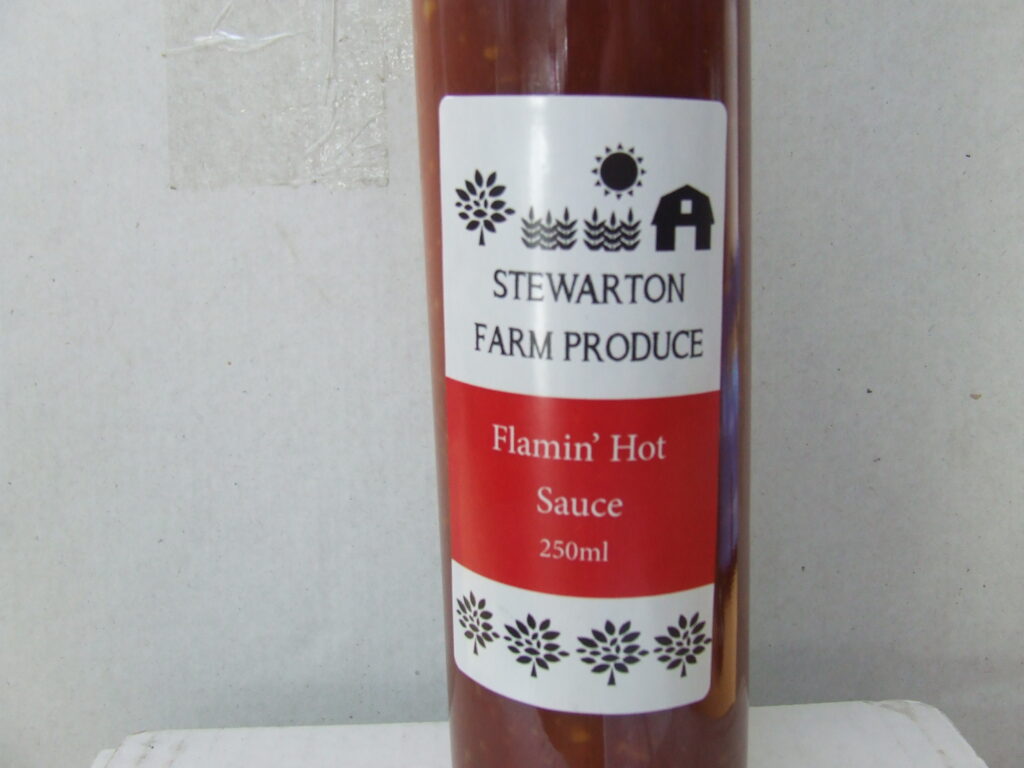 STEWARTON
FARM PRODUCE
Flamin' Hot
Sauce
250ml